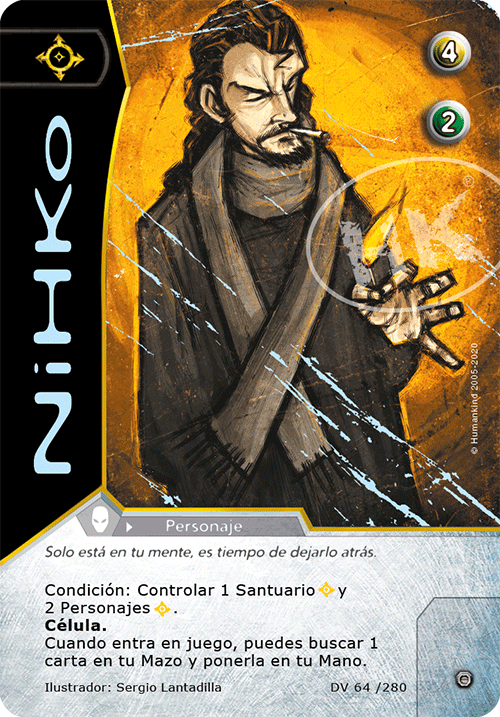 4
2
NiHKO
HK
®
© Humankind 2005-2020
Personaje
Solo está en tu mente, es tiempo de dejarlo atrás.
Condición: Controlar 1 Santuario y
2 Personajes .
Célula.
Cuando entra en juego, puedes buscar 1
carta en tu Mazo y ponerla en tu Mano.
Ilustrador: Sergio Lantadilla DV 64 /280